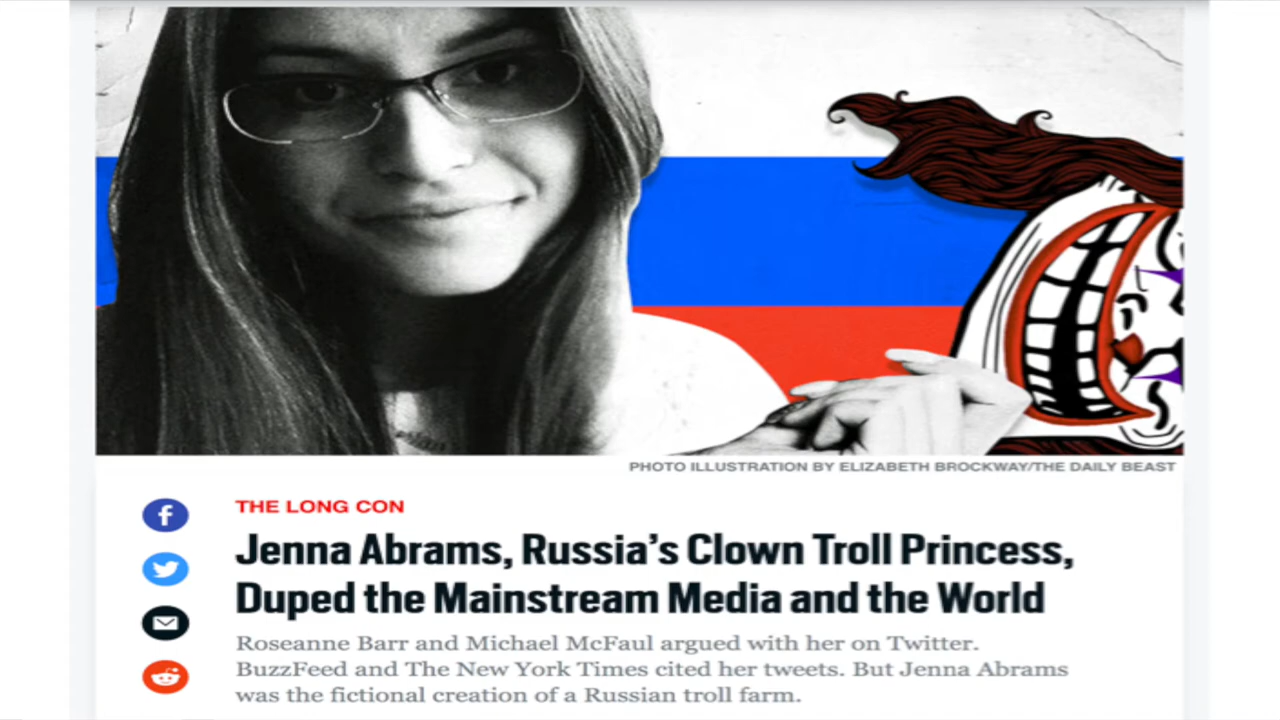 PHOTO ILLUSTRATION BY ELIZABETH BROCKWAY/THE DAILY BEAST
THE LONG CON
Jenna Abrams, Russia's Clown Troll Princess,
Duped the Mainstream Media and the World
Roseanne Barr and Michael McFaul argued with her on Twitter.
BuzzFeed and The New York Times cited her tweets. But Jenna Abrams
was the fictional creation of a Russian troll farm.